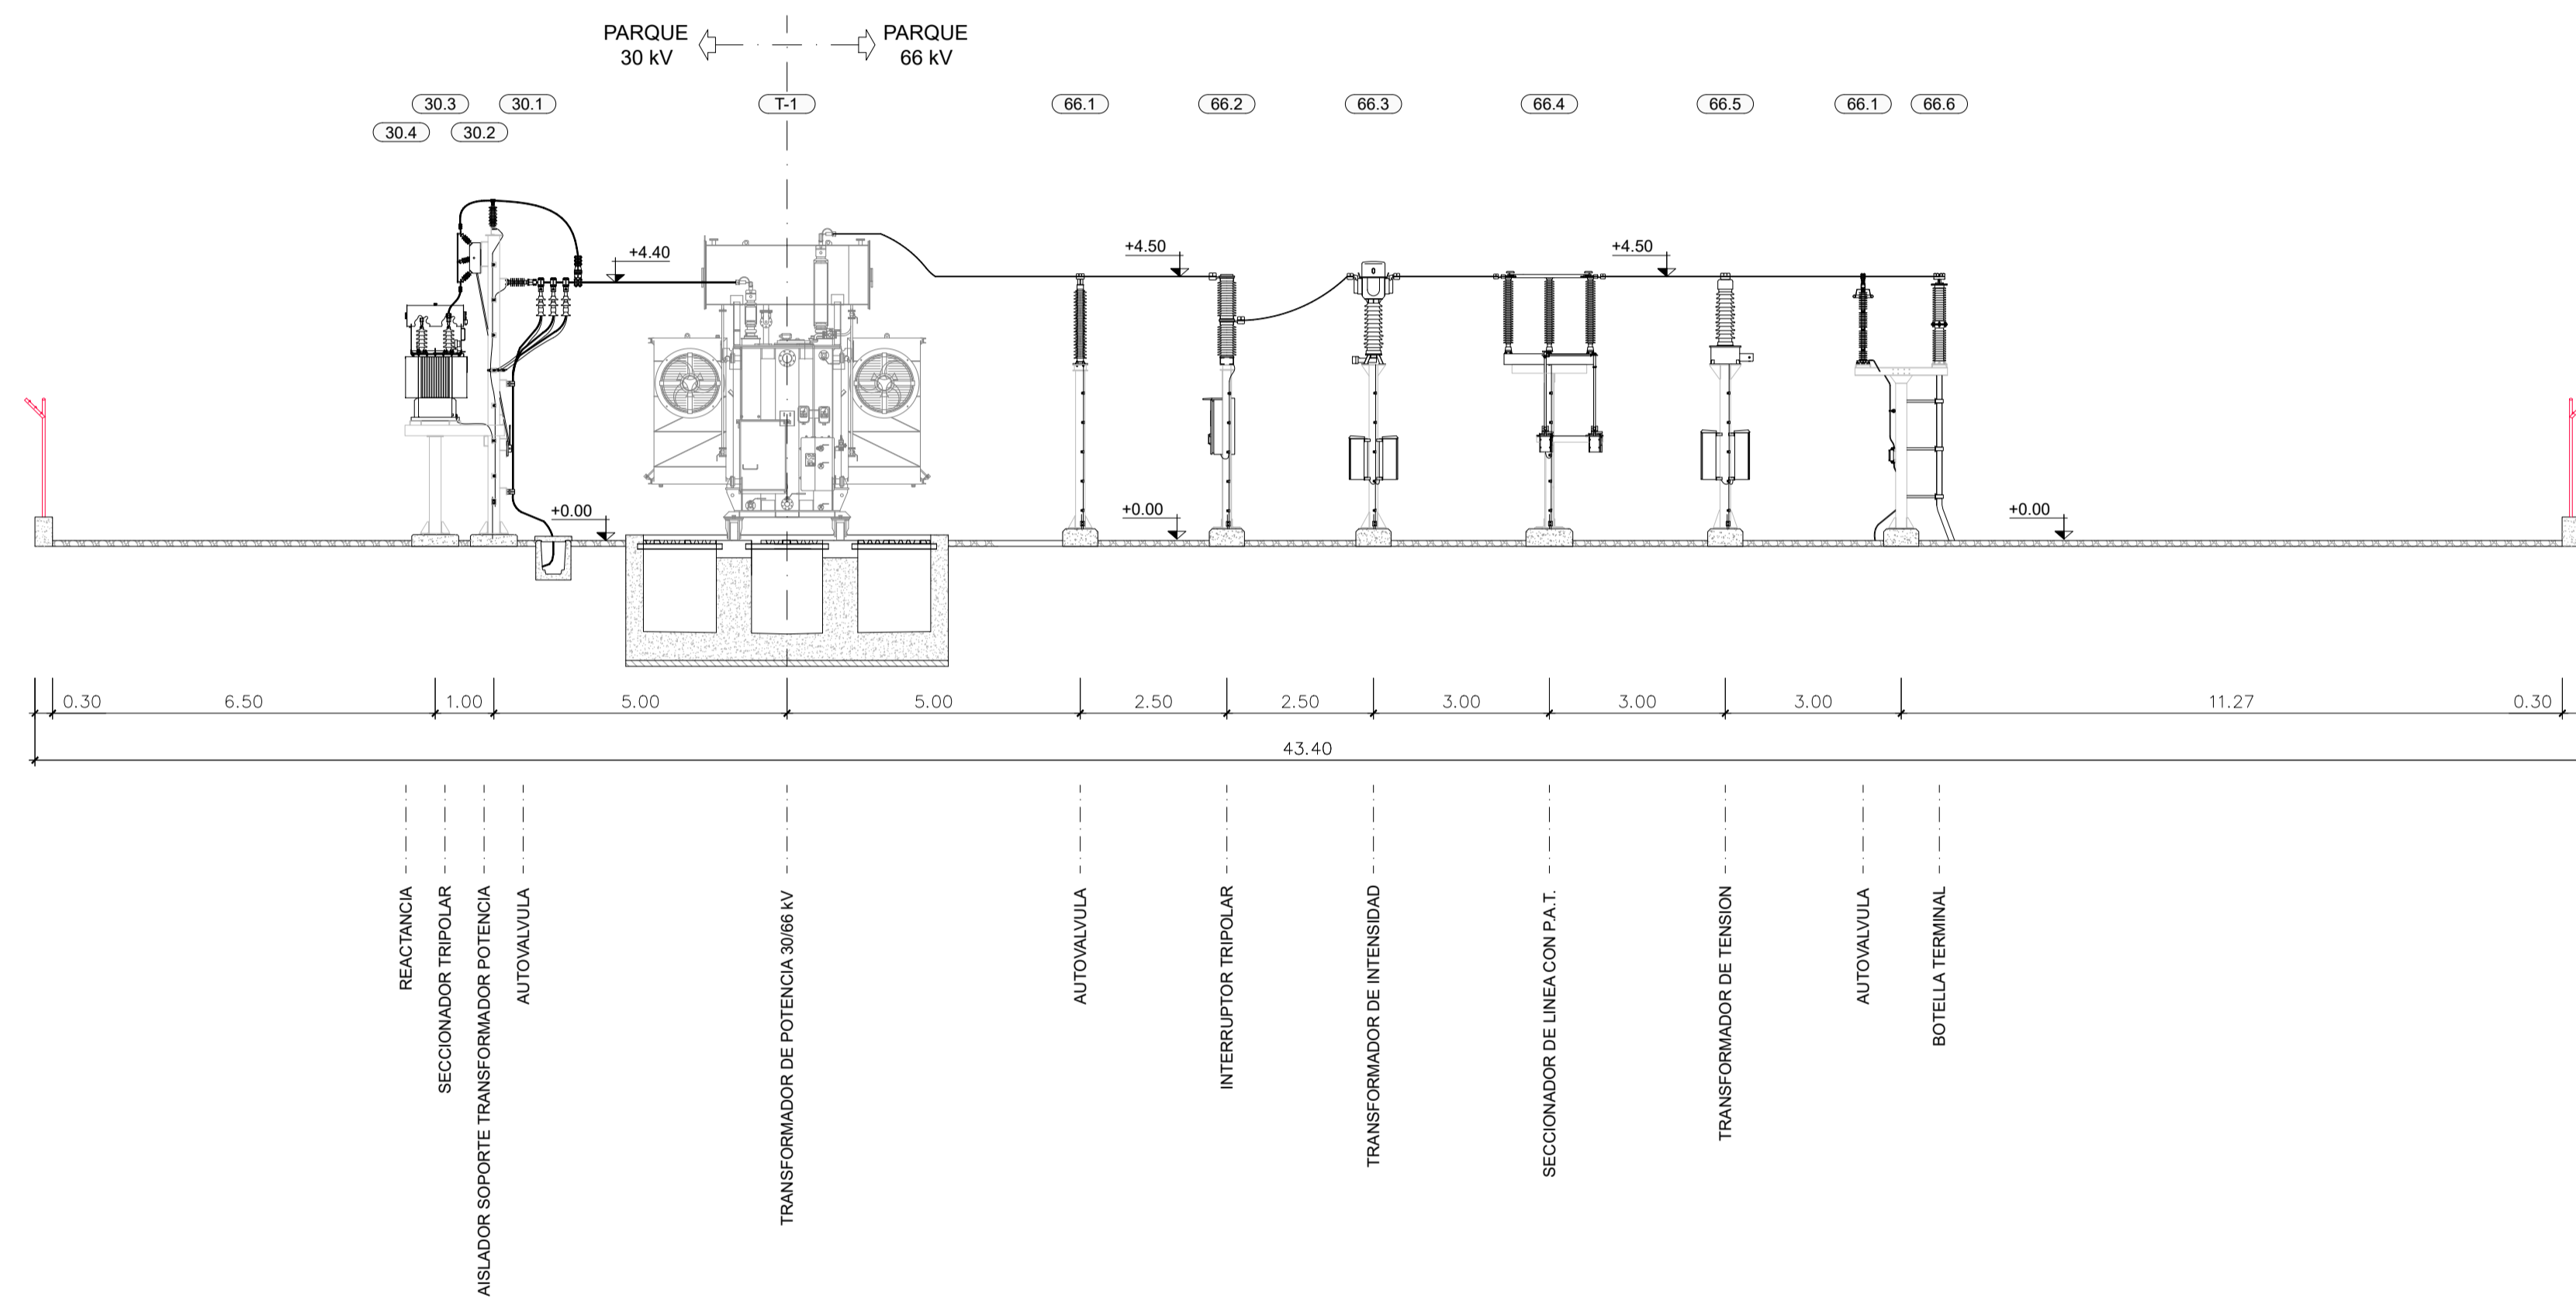 PARQUE
30 kV
PARQUE
66 kV
30.3
30.1
T-1
66.1
66.2
66.3
66.4
66.5
66.1
66.6
30.4
30.2
+4.40
+4.50
+4.50
+0.00
+0.00
+0.00
0.30
6.50
1.00
5.00
5.00
2.50
2.50
3.00
3.00
3.00
11.27
0.30
43.40
REACTANCIA
SECCIONADOR TRIPOLAR
AISLADOR SOPORTE TRANSFORMADOR POTENCIA
AUTOVALVULA
TRANSFORMADOR DE POTENCIA 30/66 kV
AUTOVALVULA
INTERRUPTOR TRIPOLAR
TRANSFORMADOR DE INTENSIDAD
SECCIONADOR DE LINEA CON P.A.T.
TRANSFORMADOR DE TENSION
AUTOVALVULA
BOTELLA TERMINAL